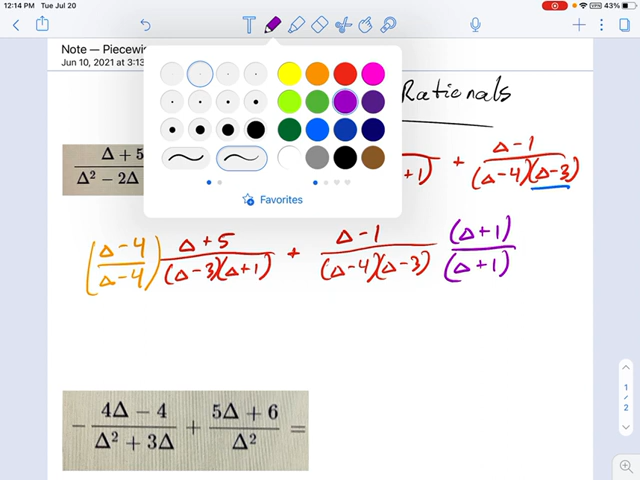 12:14 PM Tue Jul 20 43%
Note — Piecewi
Jun 10, 2021 at 3:13
Rationals
Δ + 5
Δ² − 2Δ
+1) + Δ-1
(Δ-4)(Δ-3)
Favorites
(Δ-4 / Δ-4) Δ+5 / (Δ-3)(Δ+1) + Δ-1 / (Δ-4)(Δ-3) (Δ+1) / (Δ+1)
− 4Δ − 4 / Δ² + 3Δ + 5Δ + 6 / Δ² =
1
2